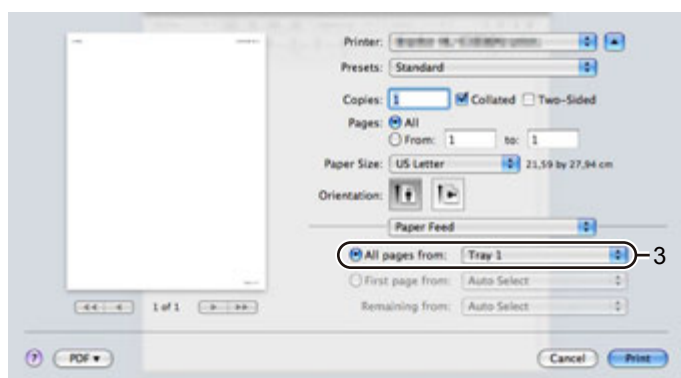 Printer:
Presets: Standard
Copies: 1 Collated Two-Sided
Pages: All
From: 1 to: 1
Paper Size: US Letter 21,59 by 27,94 cm
Orientation:
Paper Feed
All pages from: Tray 1 3
First page from: Auto Select
1 of 1 Remaining from: Auto Select
? PDF Cancel Print